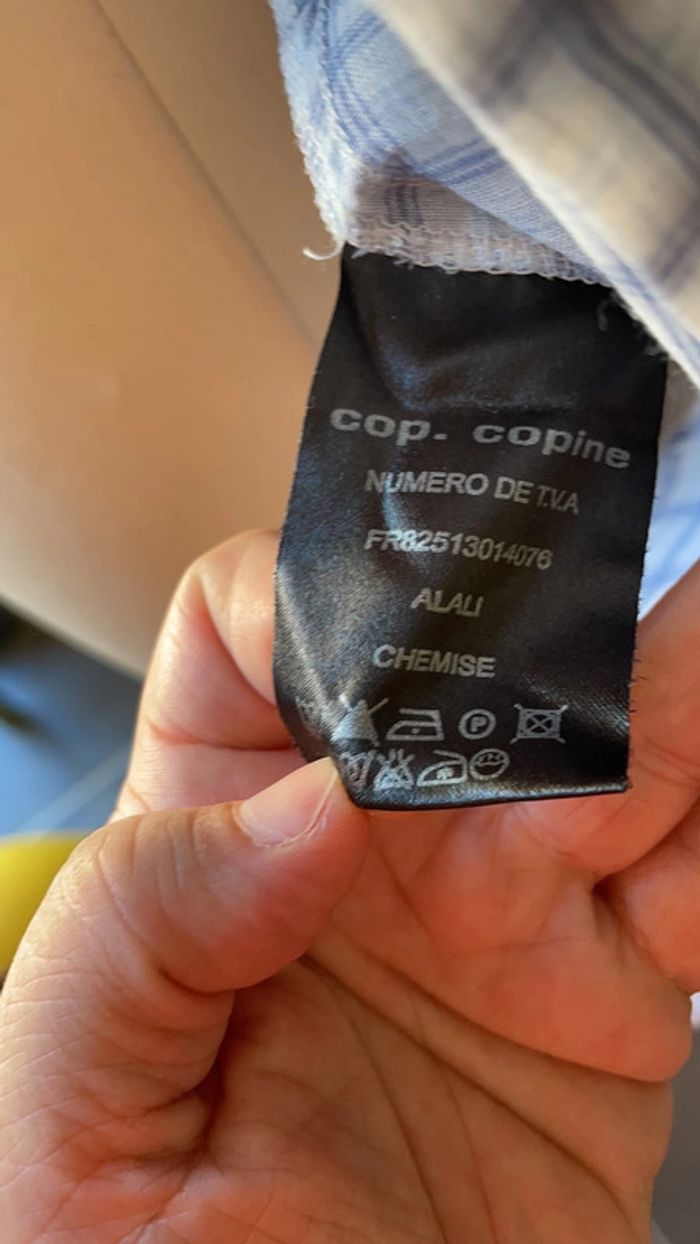 cop. copine
NUMERO DE T.V.A
FR82513014076
ALALI
CHEMISE
P